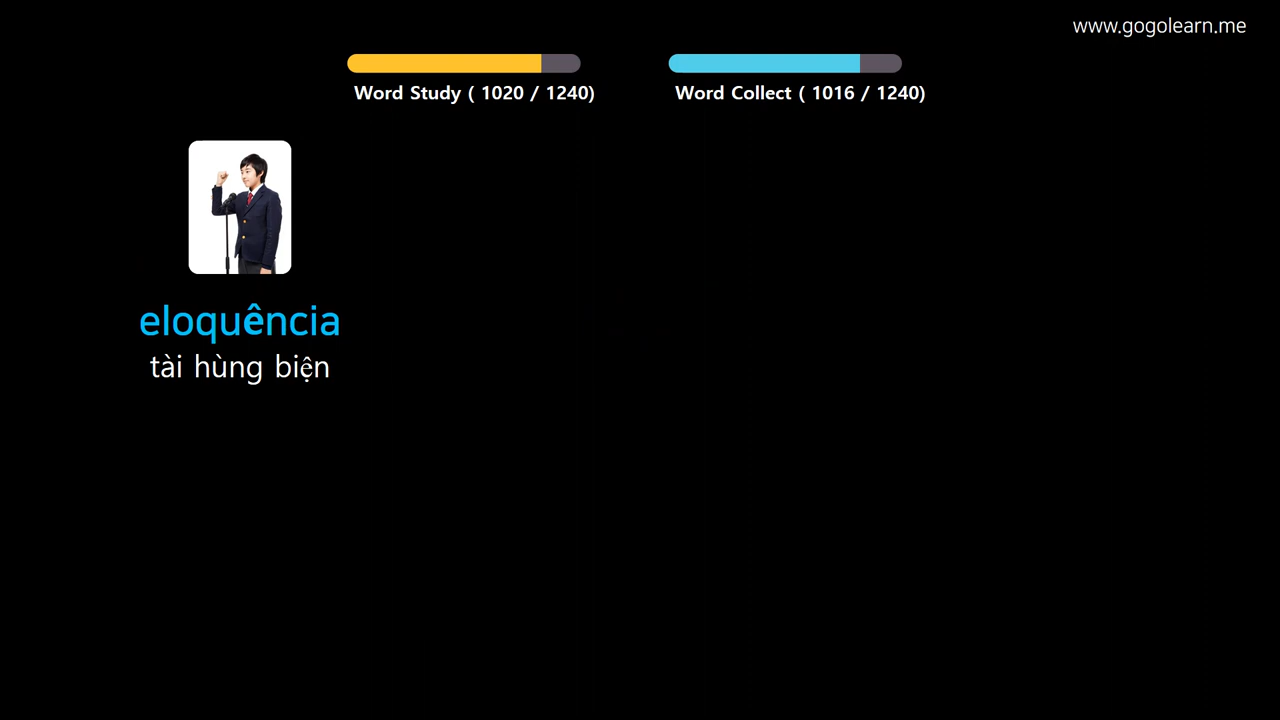 www.gogolearn.me
Word Study ( 1020 / 1240)
Word Collect ( 1016 / 1240)
eloquência
tài hùng biện